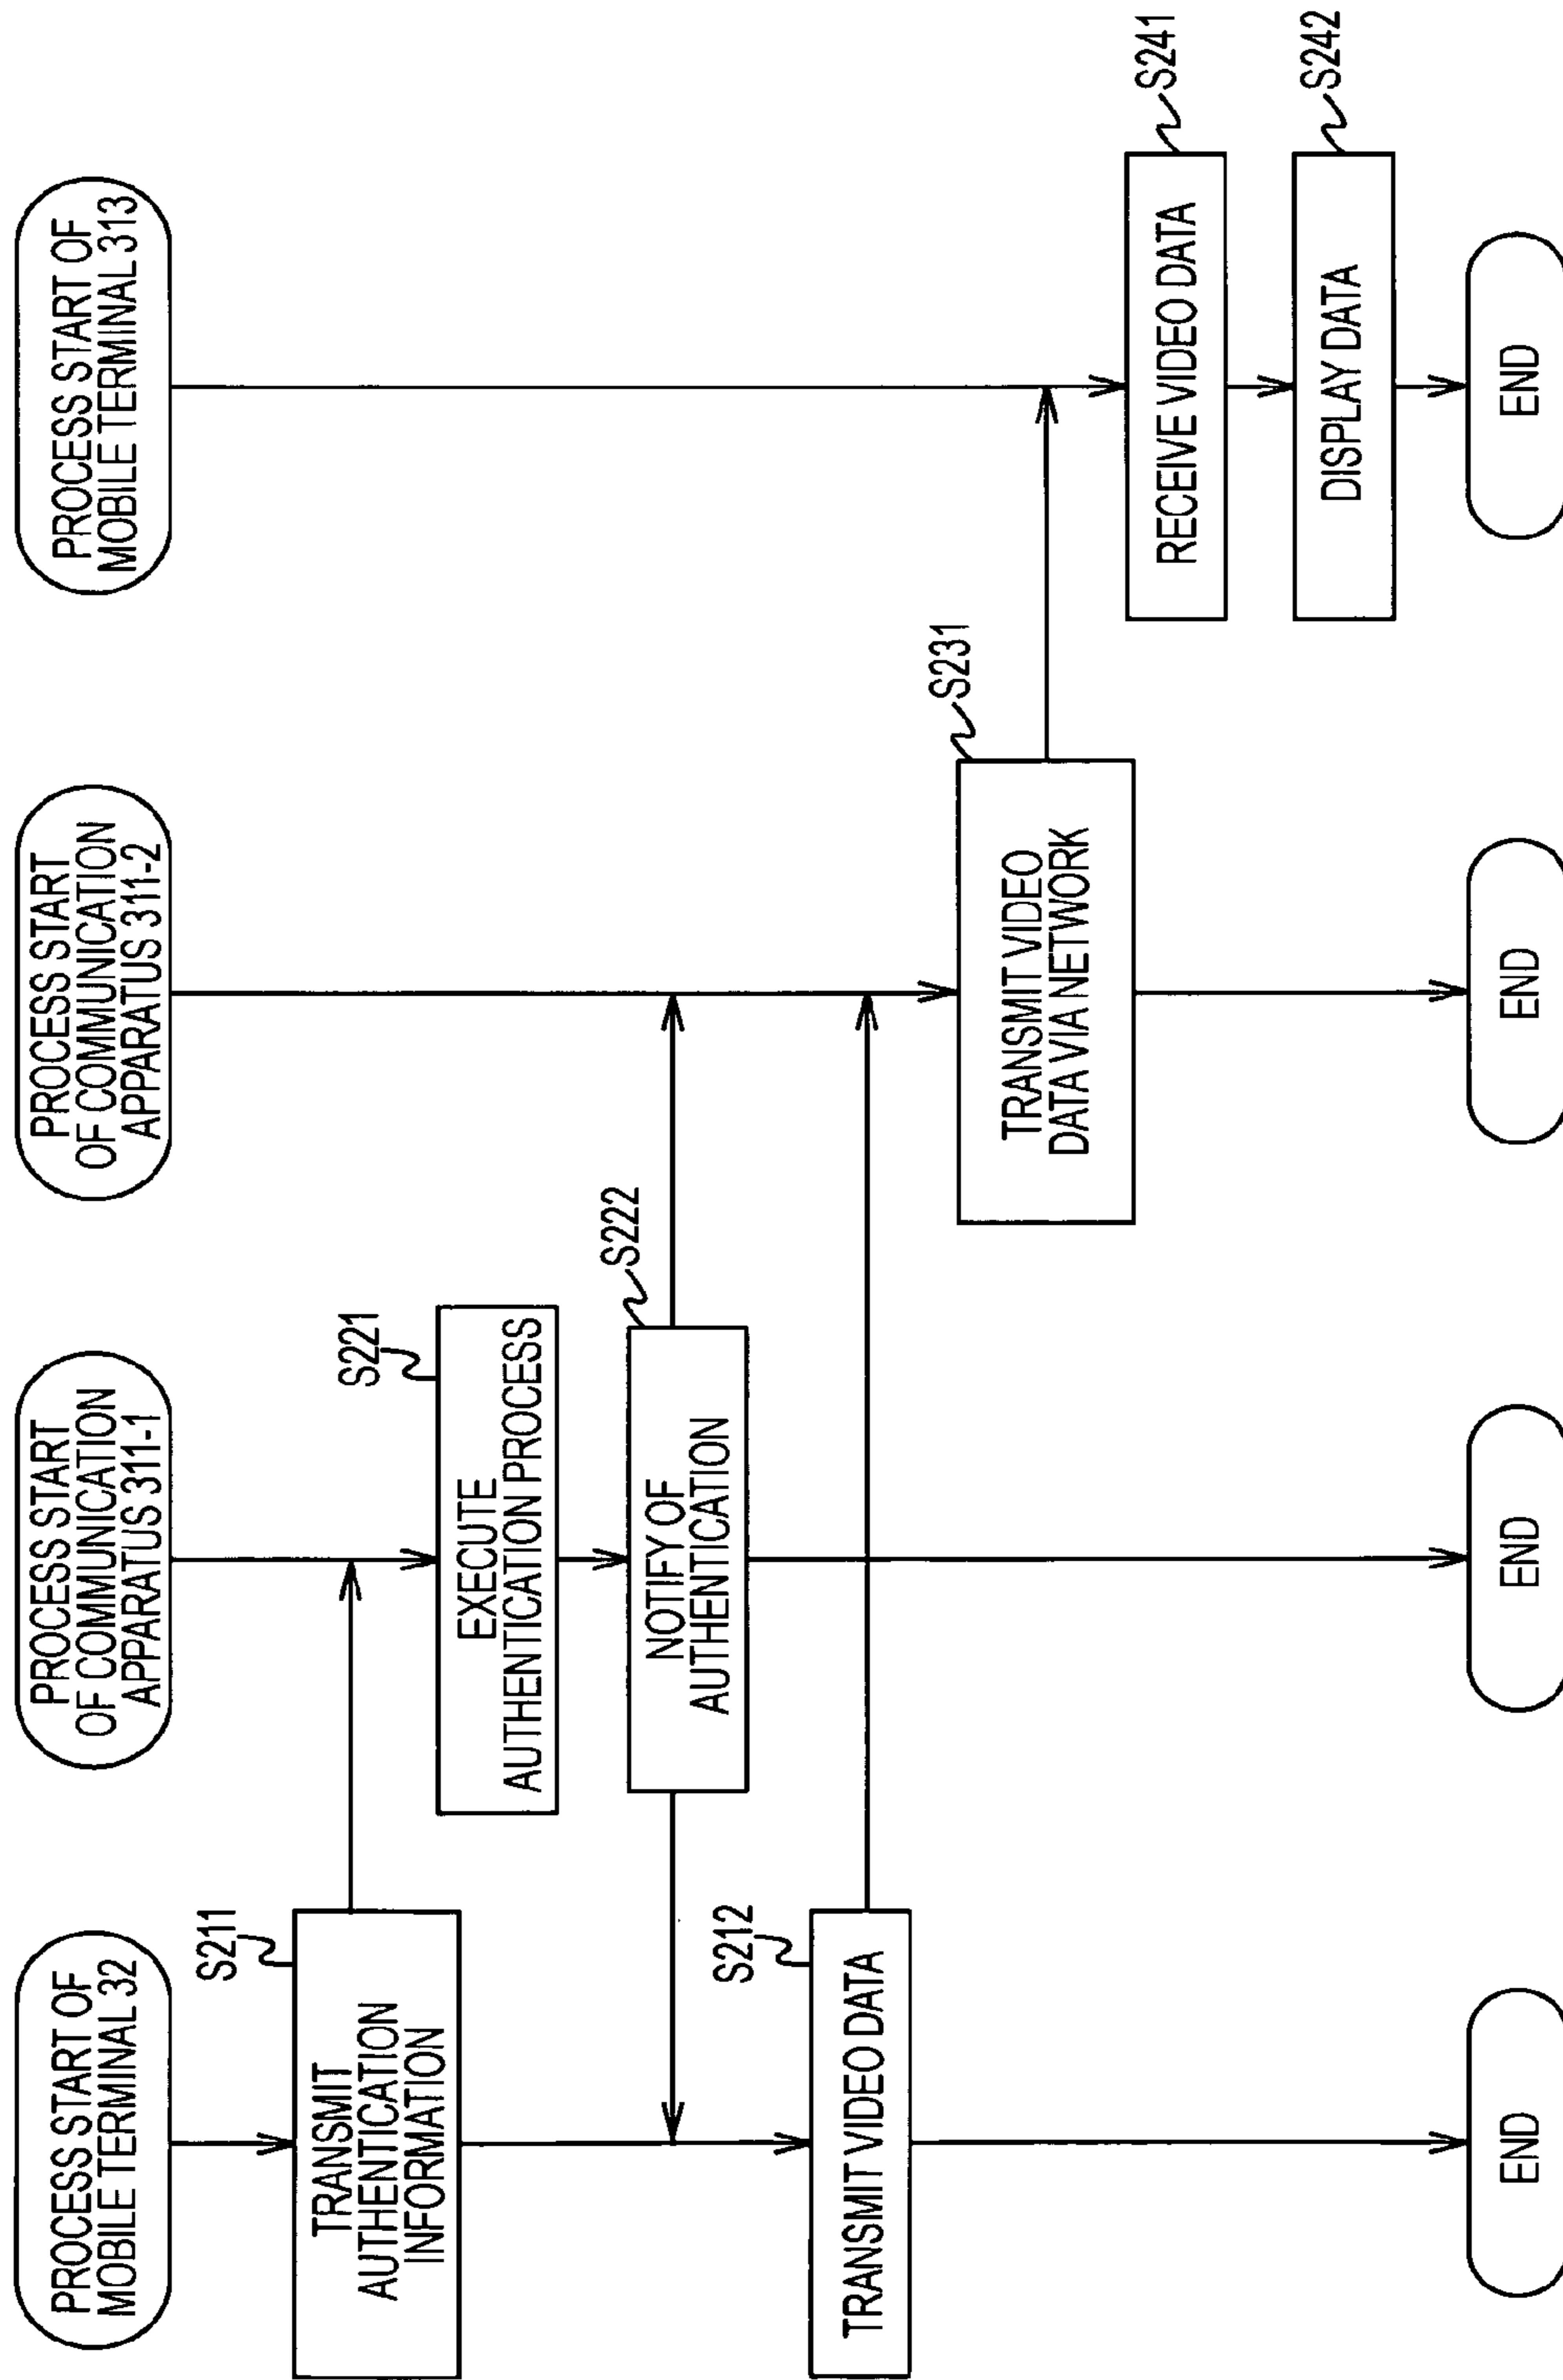 PROCESS START OF
MOBILE TERMINAL 32
S211
TRANSMIT
AUTHENTICATION
INFORMATION
S212
TRANSMIT VIDEO DATA
END
PROCESS START
OF COMMUNICATION
APPARATUS 311-1
S221
EXECUTE
AUTHENTICATION PROCESS
S222
NOTIFY OF
AUTHENTICATION
END
PROCESS START
OF COMMUNICATION
APPARATUS 311-2
S231
TRANSMIT VIDEO
DATA VIA NETWORK
END
PROCESS START OF
MOBILE TERMINAL 313
S241
RECEIVE VIDEO DATA
S242
DISPLAY DATA
END